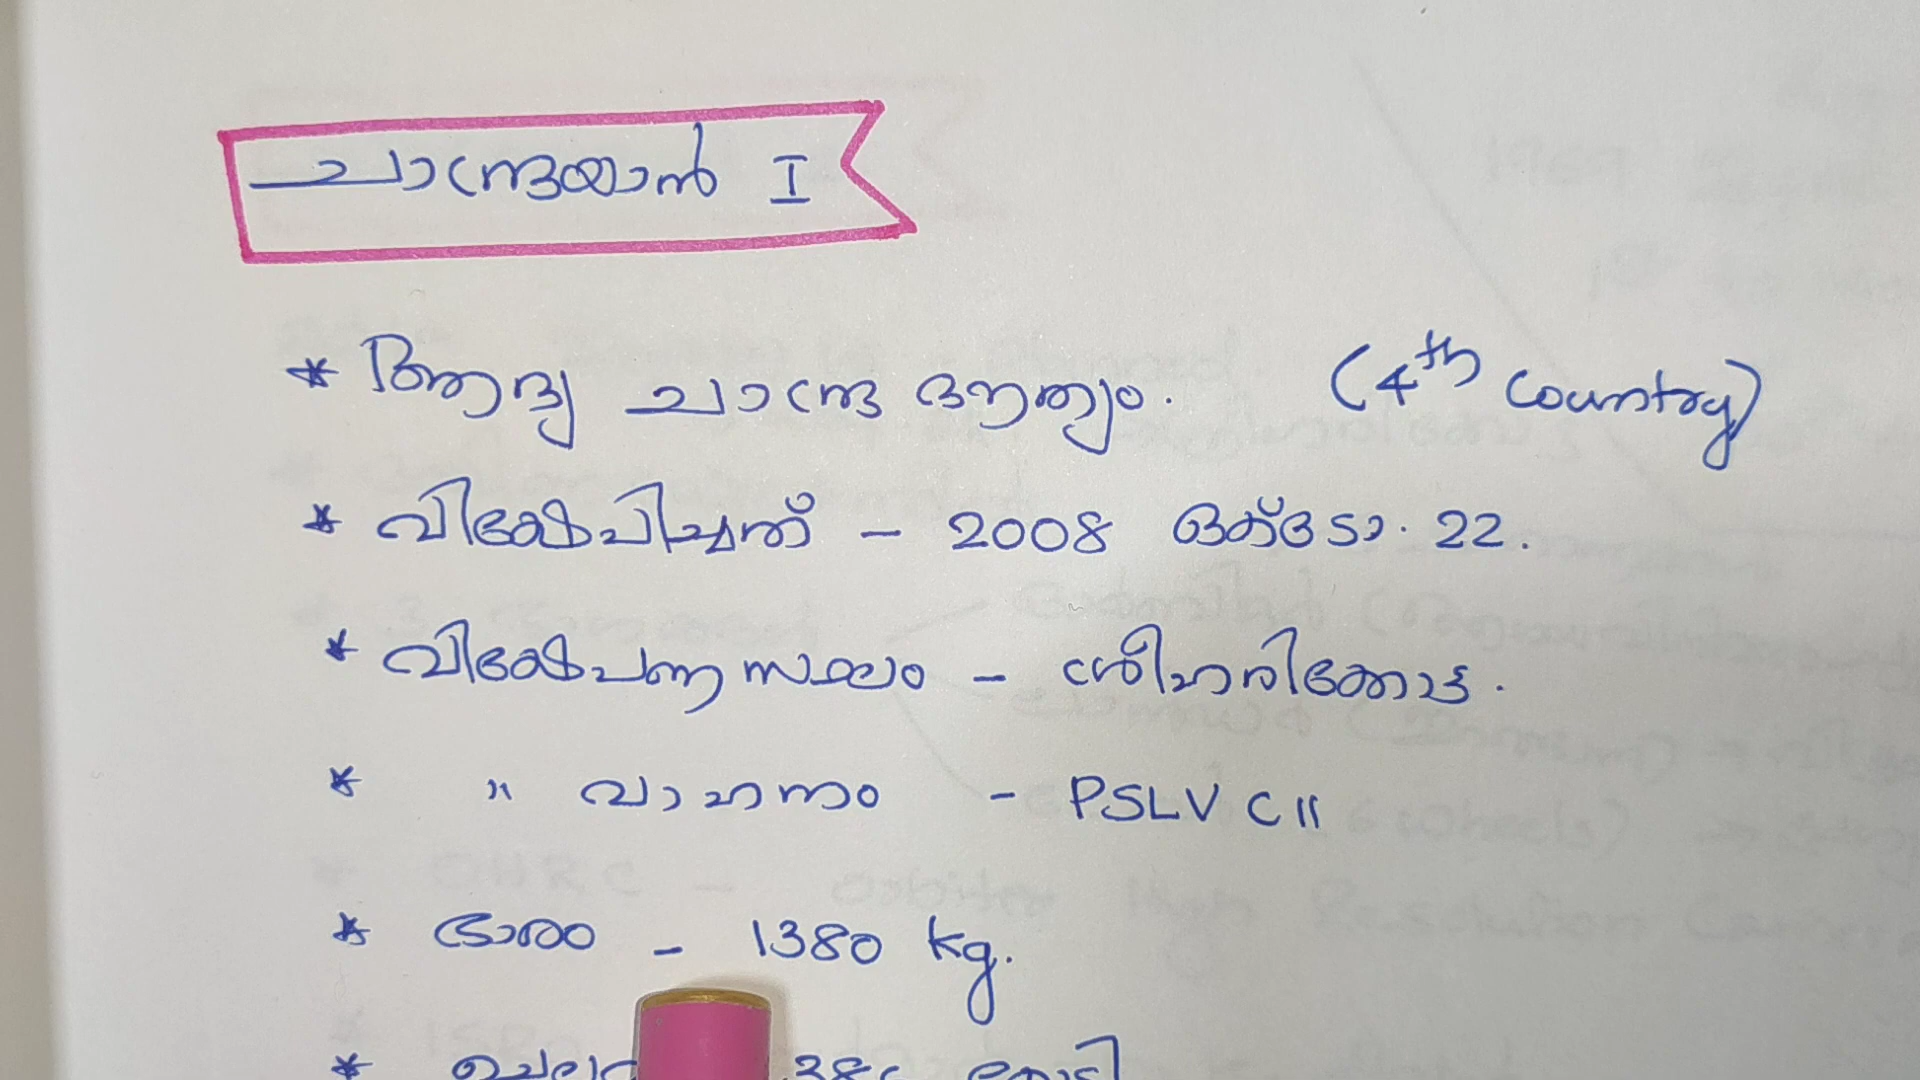 ചാന്ദ്രയാൻ I
* ആദ്യ ചാന്ദ്ര ദൗത്യം. (4th country)
* വിക്ഷേപിച്ചത് - 2008 ഒക്ടോ. 22.
* വിക്ഷേപണ സ്ഥലം - ശ്രീഹരിക്കോട്ട.
* " വാഹനം - PSLV C11
* ഭാരം - 1380 kg.
* കോടി